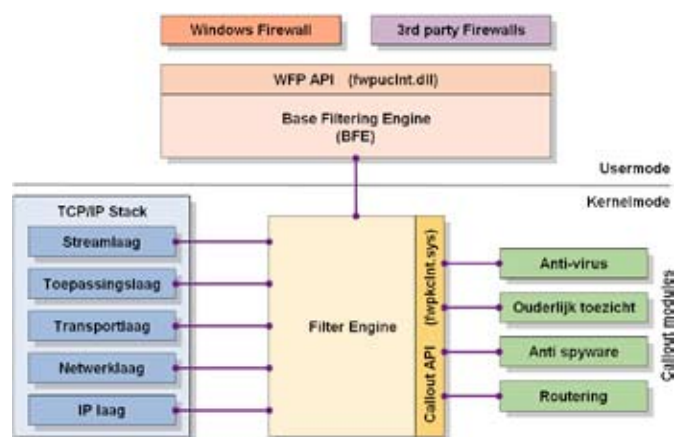 Windows Firewall
3rd party Firewalls
WFP API (fwpuclnt.dll)
Base Filtering Engine
(BFE)
Usermode
Kernelmode
TCP/IP Stack
Streamlaag
Toepassingslaag
Transportlaag
Netwerklaag
IP laag
Filter Engine
Callout API (fwpkclnt.sys)
Anti-virus
Ouderlijk toezicht
Anti spyware
Routering
Callout modules